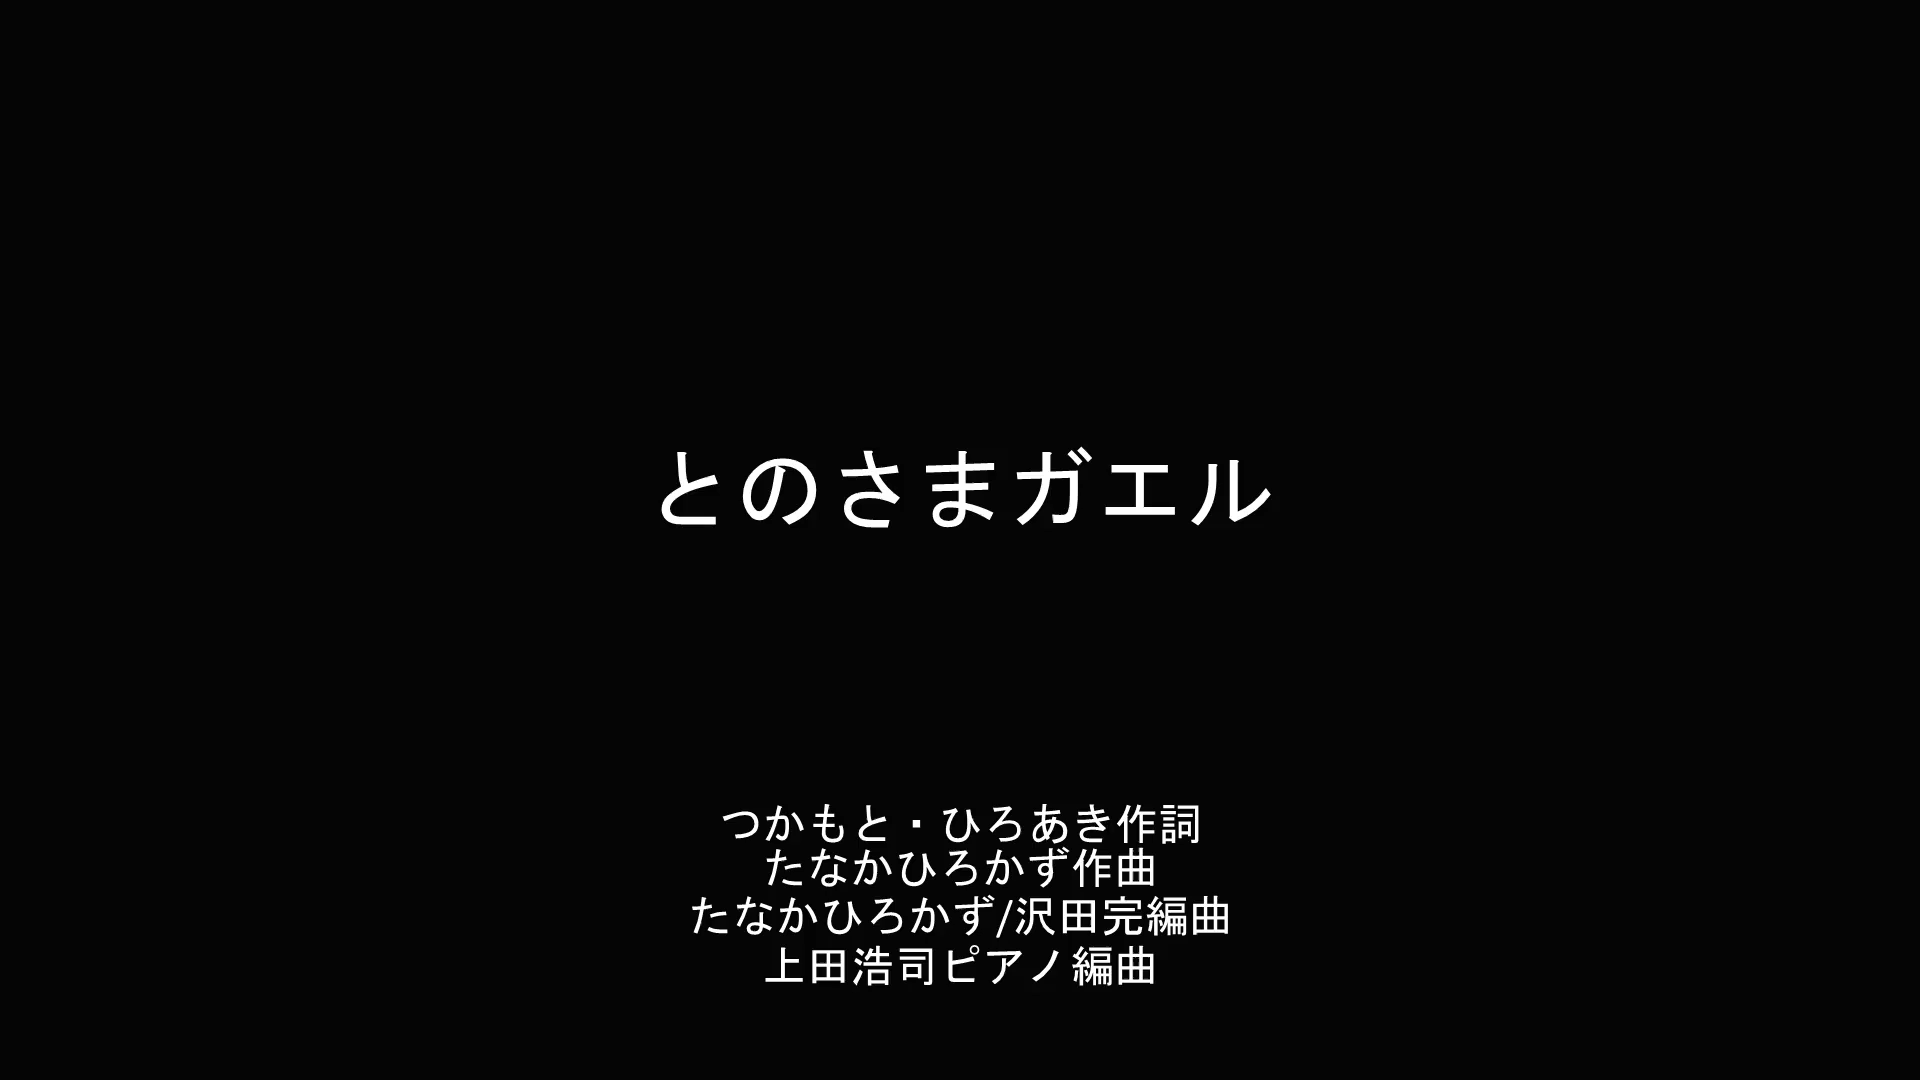 とのさまガエル
つかもと・ひろあき作詞
たなかひろかず作曲
たなかひろかず/沢田完編曲
上田浩司ピアノ編曲